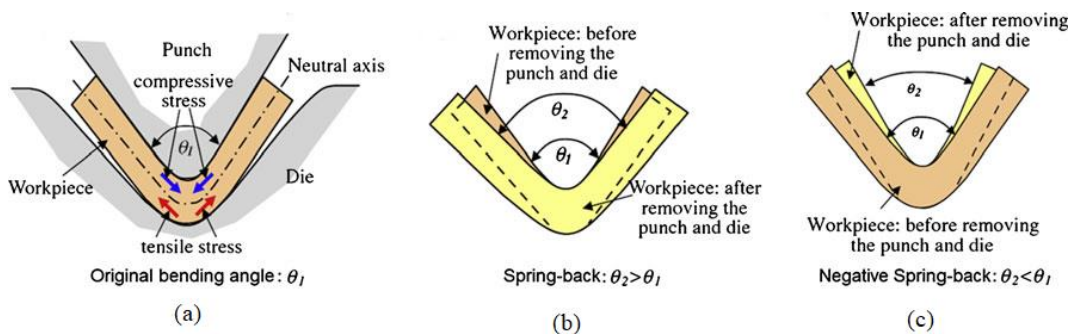 Punch
compressive
stress
Neutral axis
θ1
Workpiece
Die
tensile stress
Original bending angle: θ1
(a)
Workpiece: before
removing the
punch and die
θ2
θ1
Workpiece: after
removing the
punch and die
Spring-back: θ2>θ1
(b)
Workpiece: after removing
the punch and die
θ2
θ1
Workpiece: before removing
the punch and die
Negative Spring-back: θ2<θ1
(c)